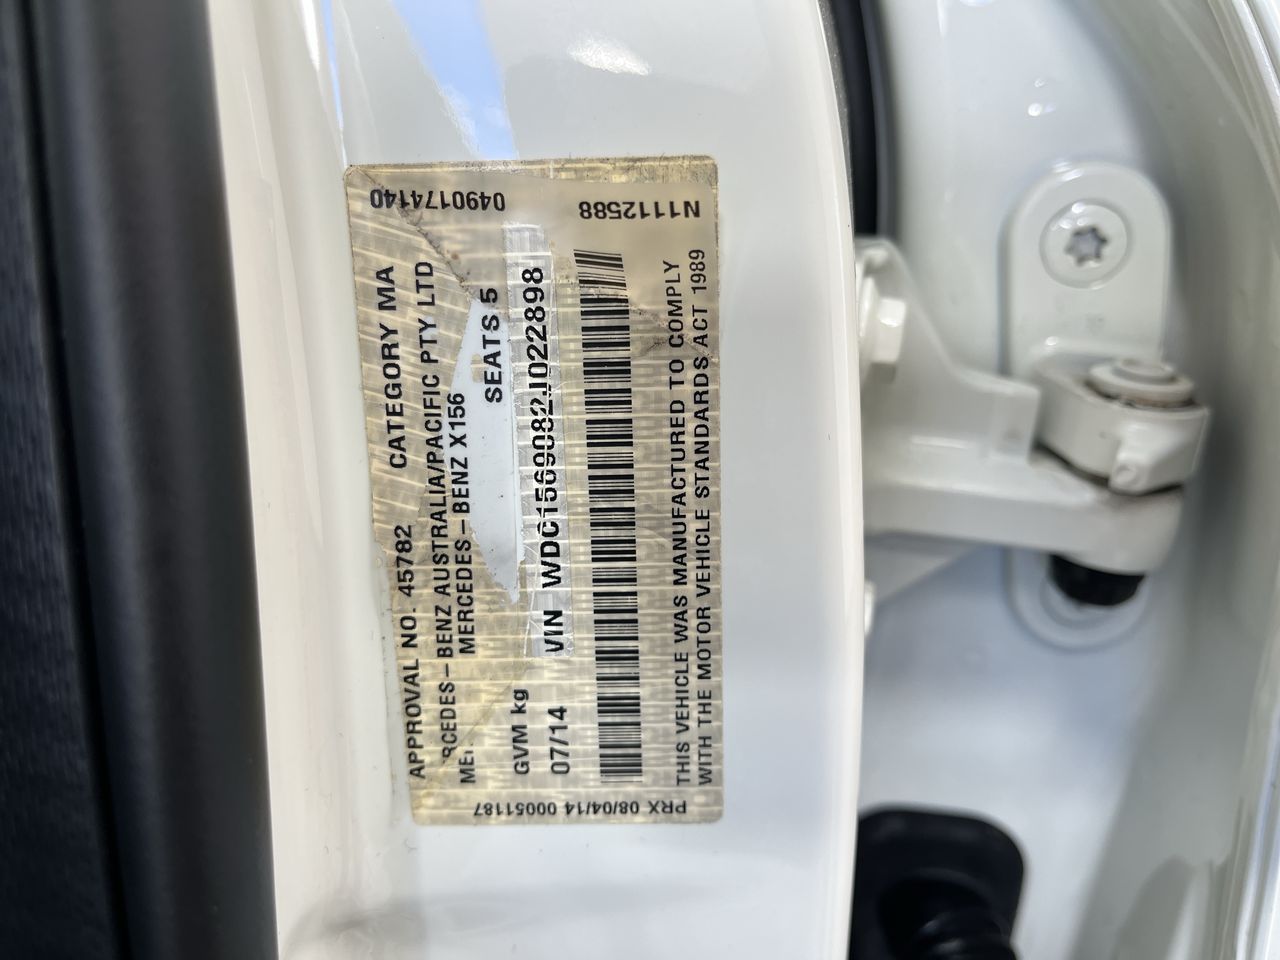 0490174140
N1112588
APPROVAL NO. 45782 CATEGORY MA
RCEDES-BENZ AUSTRALIA/PACIFIC PTY LTD
MERCEDES-BENZ X156
SEATS 5
GVM kg
VIN WDC1569082J022898
07/14
THIS VEHICLE WAS MANUFACTURED TO COMPLY
WITH THE MOTOR VEHICLE STANDARDS ACT 1989
PRX 08/04/14 00051187